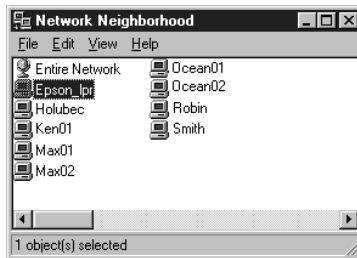 Network Neighborhood
File Edit View Help
Entire Network
Epson_lpr
Holubec
Ken01
Max01
Max02
Ocean01
Ocean02
Robin
Smith
1 object(s) selected